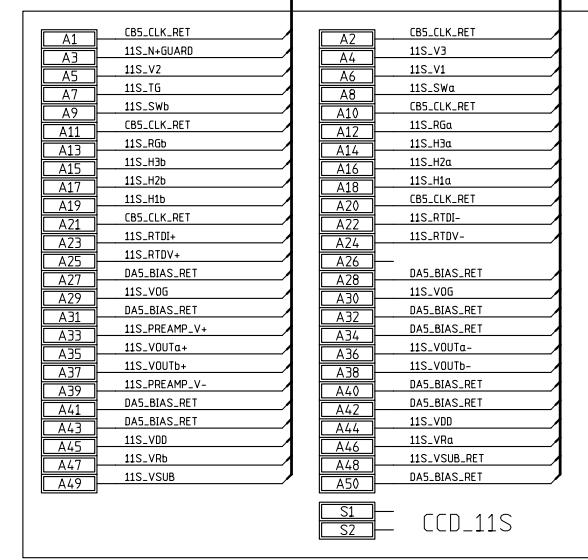 A1 CB5_CLK_RET
A3 11S_N+GUARD
A5 11S_V2
A7 11S_TG
A9 11S_SWb
A11 CB5_CLK_RET
A13 11S_RGb
A15 11S_H3b
A17 11S_H2b
A19 11S_H1b
A21 CB5_CLK_RET
A23 11S_RTDI+
A25 11S_RTDV+
A27 DA5_BIAS_RET
A29 11S_VOG
A31 DA5_BIAS_RET
A33 11S_PREAMP_V+
A35 11S_VOUTa+
A37 11S_VOUTb+
A39 11S_PREAMP_V-
A41 DA5_BIAS_RET
A43 DA5_BIAS_RET
A45 11S_VDD
A47 11S_VRb
A49 11S_VSUB
A2 CB5_CLK_RET
A4 11S_V3
A6 11S_V1
A8 11S_SWa
A10 CB5_CLK_RET
A12 11S_RGa
A14 11S_H3a
A16 11S_H2a
A18 11S_H1a
A20 CB5_CLK_RET
A22 11S_RTDI-
A24 11S_RTDV-
A26
A28 DA5_BIAS_RET
A30 11S_VOG
A32 DA5_BIAS_RET
A34 DA5_BIAS_RET
A36 11S_VOUTa-
A38 11S_VOUTb-
A40 DA5_BIAS_RET
A42 DA5_BIAS_RET
A44 11S_VDD
A46 11S_VRa
A48 11S_VSUB_RET
A50 DA5_BIAS_RET
S1
S2
CCD_11S